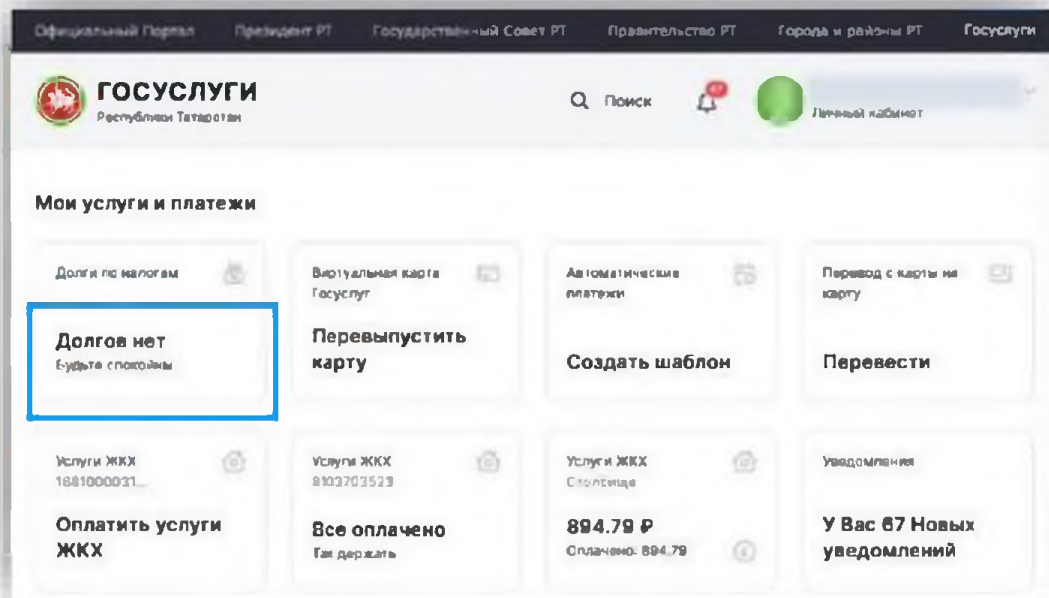 Официальный Портал Президент РТ Государственный Совет РТ Правительство РТ Города и районы РТ Госуслуги
ГОСУСЛУГИ
Республики Татарстан
Поиск
Личный кабинет
Мои услуги и платежи
Долги по налогам
Долгов нет
Будьте спокойны
Виртуальная карта
Госуслуг
Перевыпустить
карту
Автоматические
платежи
Создать шаблон
Перевод с карты на
карту
Перевести
Услуги ЖКХ
1681000031...
Оплатить услуги
ЖКХ
Услуги ЖКХ
8103703523
Все оплачено
Так держать
Услуги ЖКХ
894.79 ₽
Оплачено: 894.79
Уведомления
У Вас 67 Новых
уведомлений